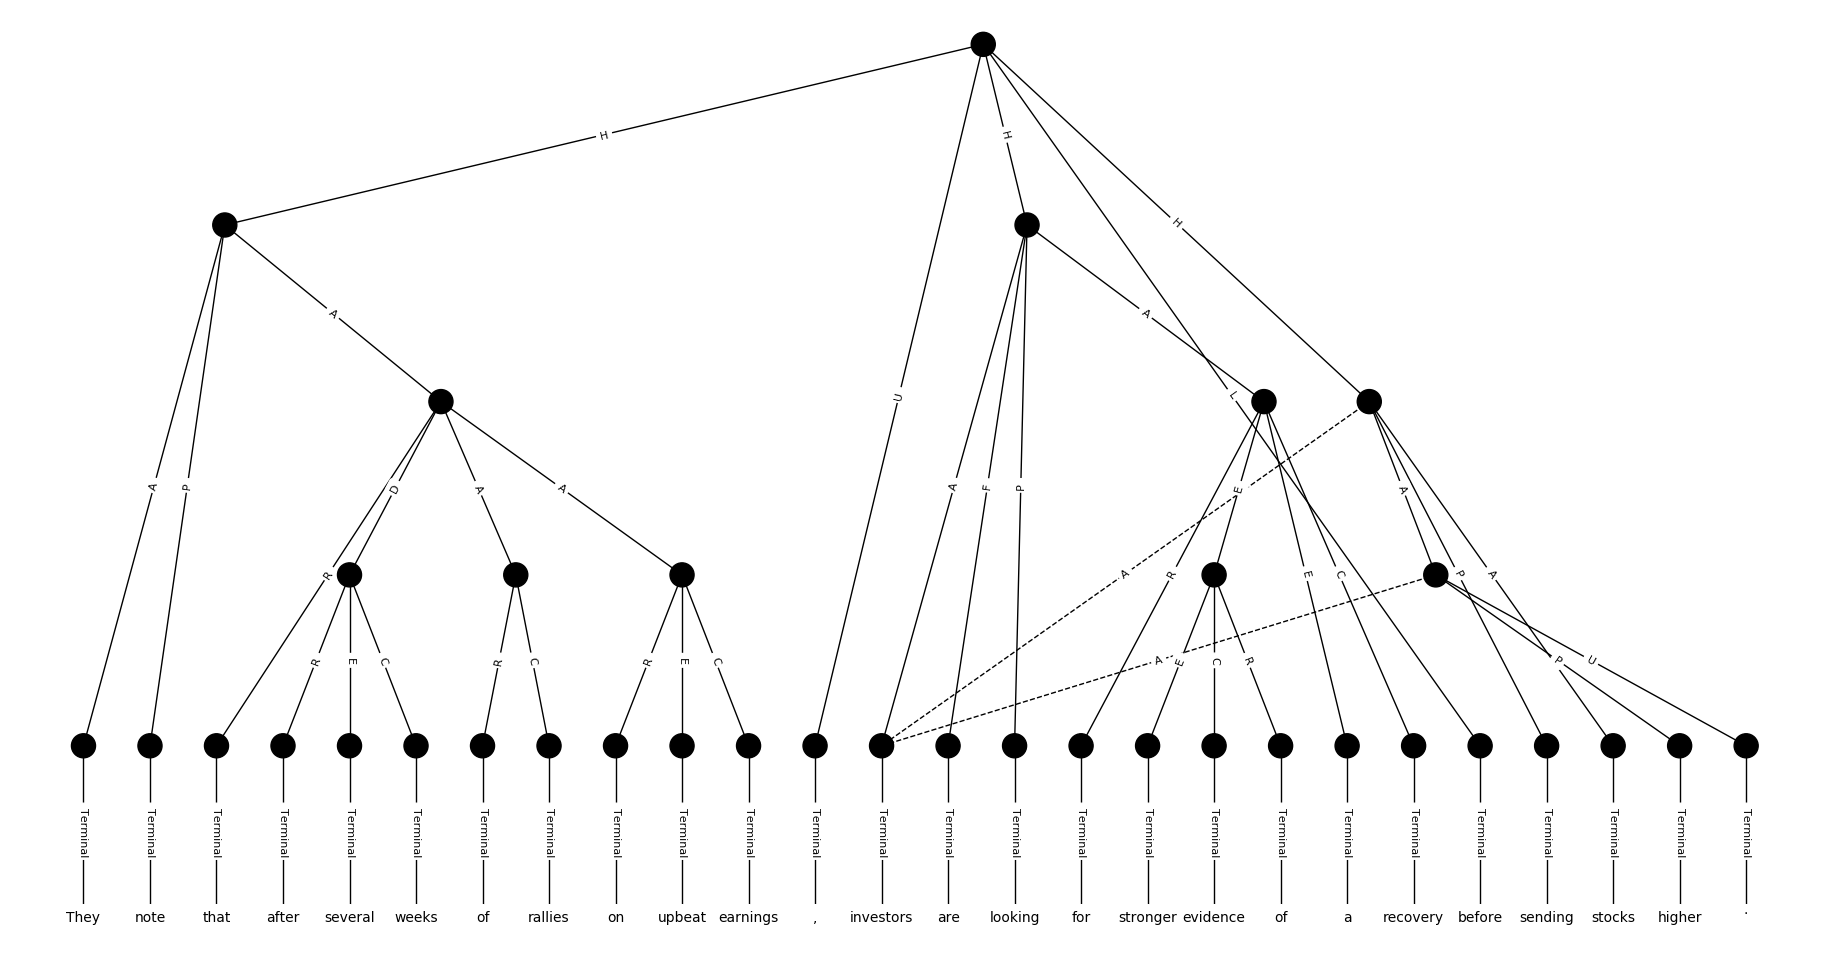 H
H
H
A
A
U
L
A
P
D
A
A
A
F
P
E
A
R
R
E
C
A
P
A
R
E
C
R
C
R
E
C
A
E
C
R
P
U
Terminal Terminal Terminal Terminal Terminal Terminal Terminal Terminal Terminal Terminal Terminal Terminal Terminal Terminal Terminal Terminal Terminal Terminal Terminal Terminal Terminal Terminal Terminal Terminal Terminal Terminal
They note that after several weeks of rallies on upbeat earnings , investors are looking for stronger evidence of a recovery before sending stocks higher .